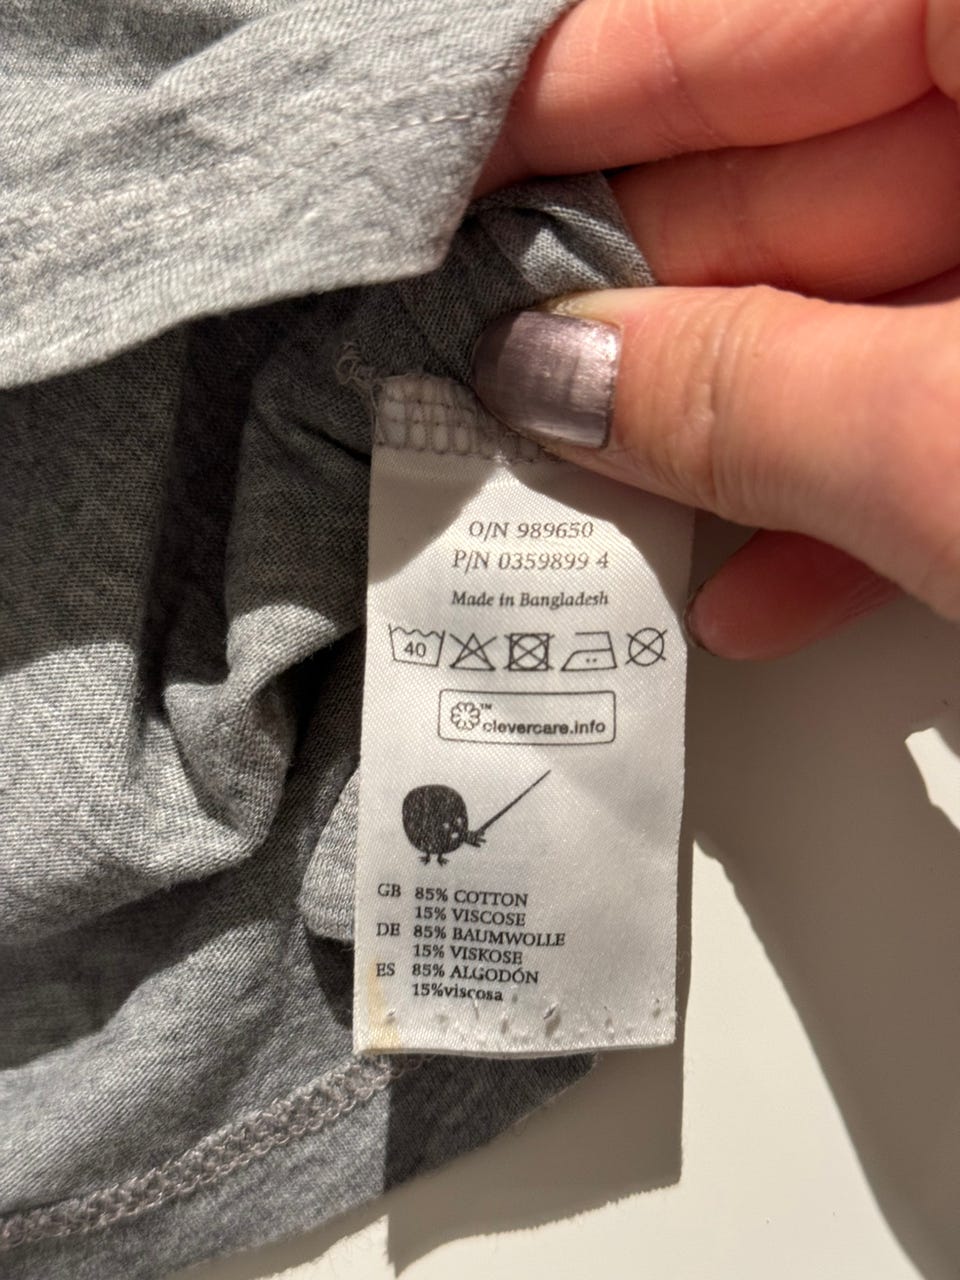 O/N 989650
P/N 0359899 4
Made in Bangladesh
40
™ clevercare.info
GB 85% COTTON
15% VISCOSE
DE 85% BAUMWOLLE
15% VISKOSE
ES 85% ALGODÓN
15%viscosa